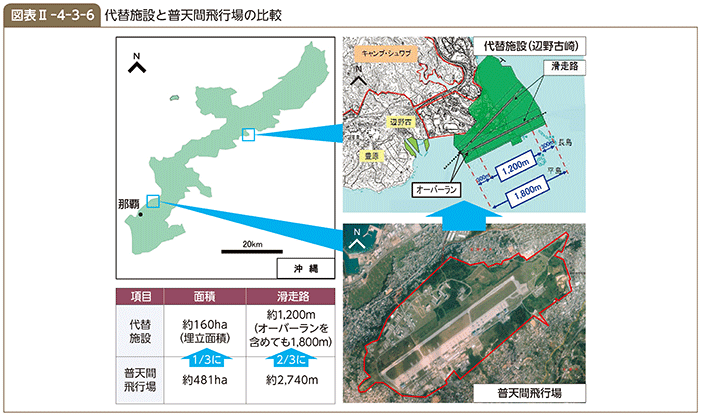 図表Ⅱ-4-3-6 代替施設と普天間飛行場の比較
N
那覇
20km
沖 縄
代替施設(辺野古崎)
キャンプ・シュワブ
N
滑走路
辺野古
豊原
オーバーラン
長島
平島
300m
1,200m
300m
1,800m
N
普天間飛行場
項目 面積 滑走路
代替
施設
約160ha
(埋立面積)
約1,200m
(オーバーランを
含めても1,800m)
1/3に 2/3に
普天間
飛行場
約481ha
約2,740m